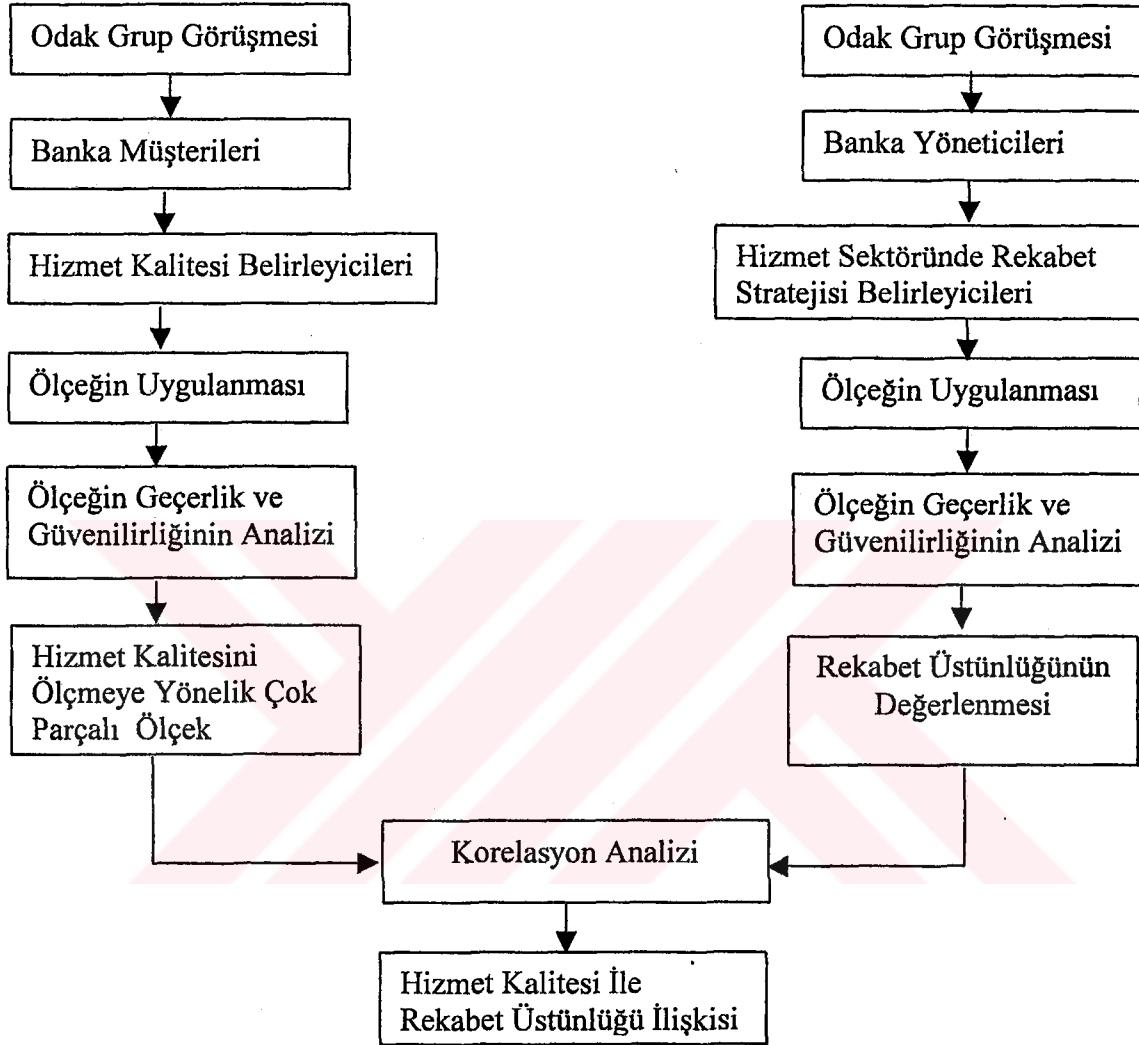 Odak Grup Görüşmesi
Banka Müşterileri
Hizmet Kalitesi Belirleyicileri
Ölçeğin Uygulanması
Ölçeğin Geçerlik ve
Güvenilirliğinin Analizi
Hizmet Kalitesini
Ölçmeye Yönelik Çok
Parçalı Ölçek
Odak Grup Görüşmesi
Banka Yöneticileri
Hizmet Sektöründe Rekabet
Stratejisi Belirleyicileri
Ölçeğin Uygulanması
Ölçeğin Geçerlik ve
Güvenilirliğinin Analizi
Rekabet Üstünlüğünün
Değerlenmesi
Korelasyon Analizi
Hizmet Kalitesi İle
Rekabet Üstünlüğü İlişkisi